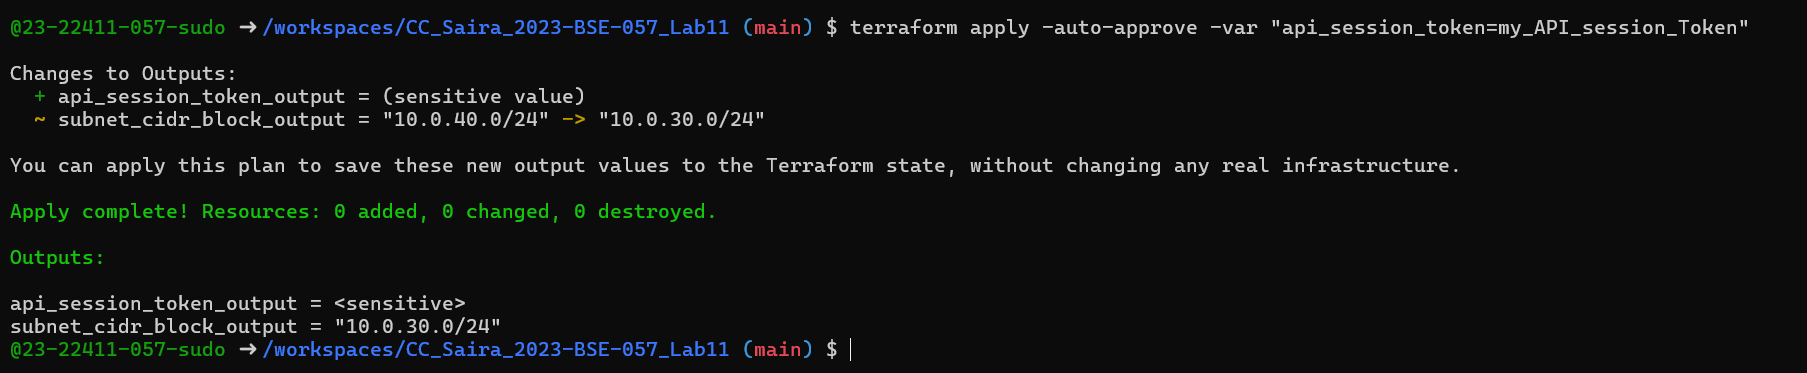 @23-22411-057-sudo ➜ /workspaces/CC_Saira_2023-BSE-057_Lab11 (main) $ terraform apply -auto-approve -var "api_session_token=my_API_session_Token"
Changes to Outputs:
+ api_session_token_output = (sensitive value)
~ subnet_cidr_block_output = "10.0.40.0/24" -> "10.0.30.0/24"
You can apply this plan to save these new output values to the Terraform state, without changing any real infrastructure.
Apply complete! Resources: 0 added, 0 changed, 0 destroyed.
Outputs:
api_session_token_output = <sensitive>
subnet_cidr_block_output = "10.0.30.0/24"
@23-22411-057-sudo ➜ /workspaces/CC_Saira_2023-BSE-057_Lab11 (main) $